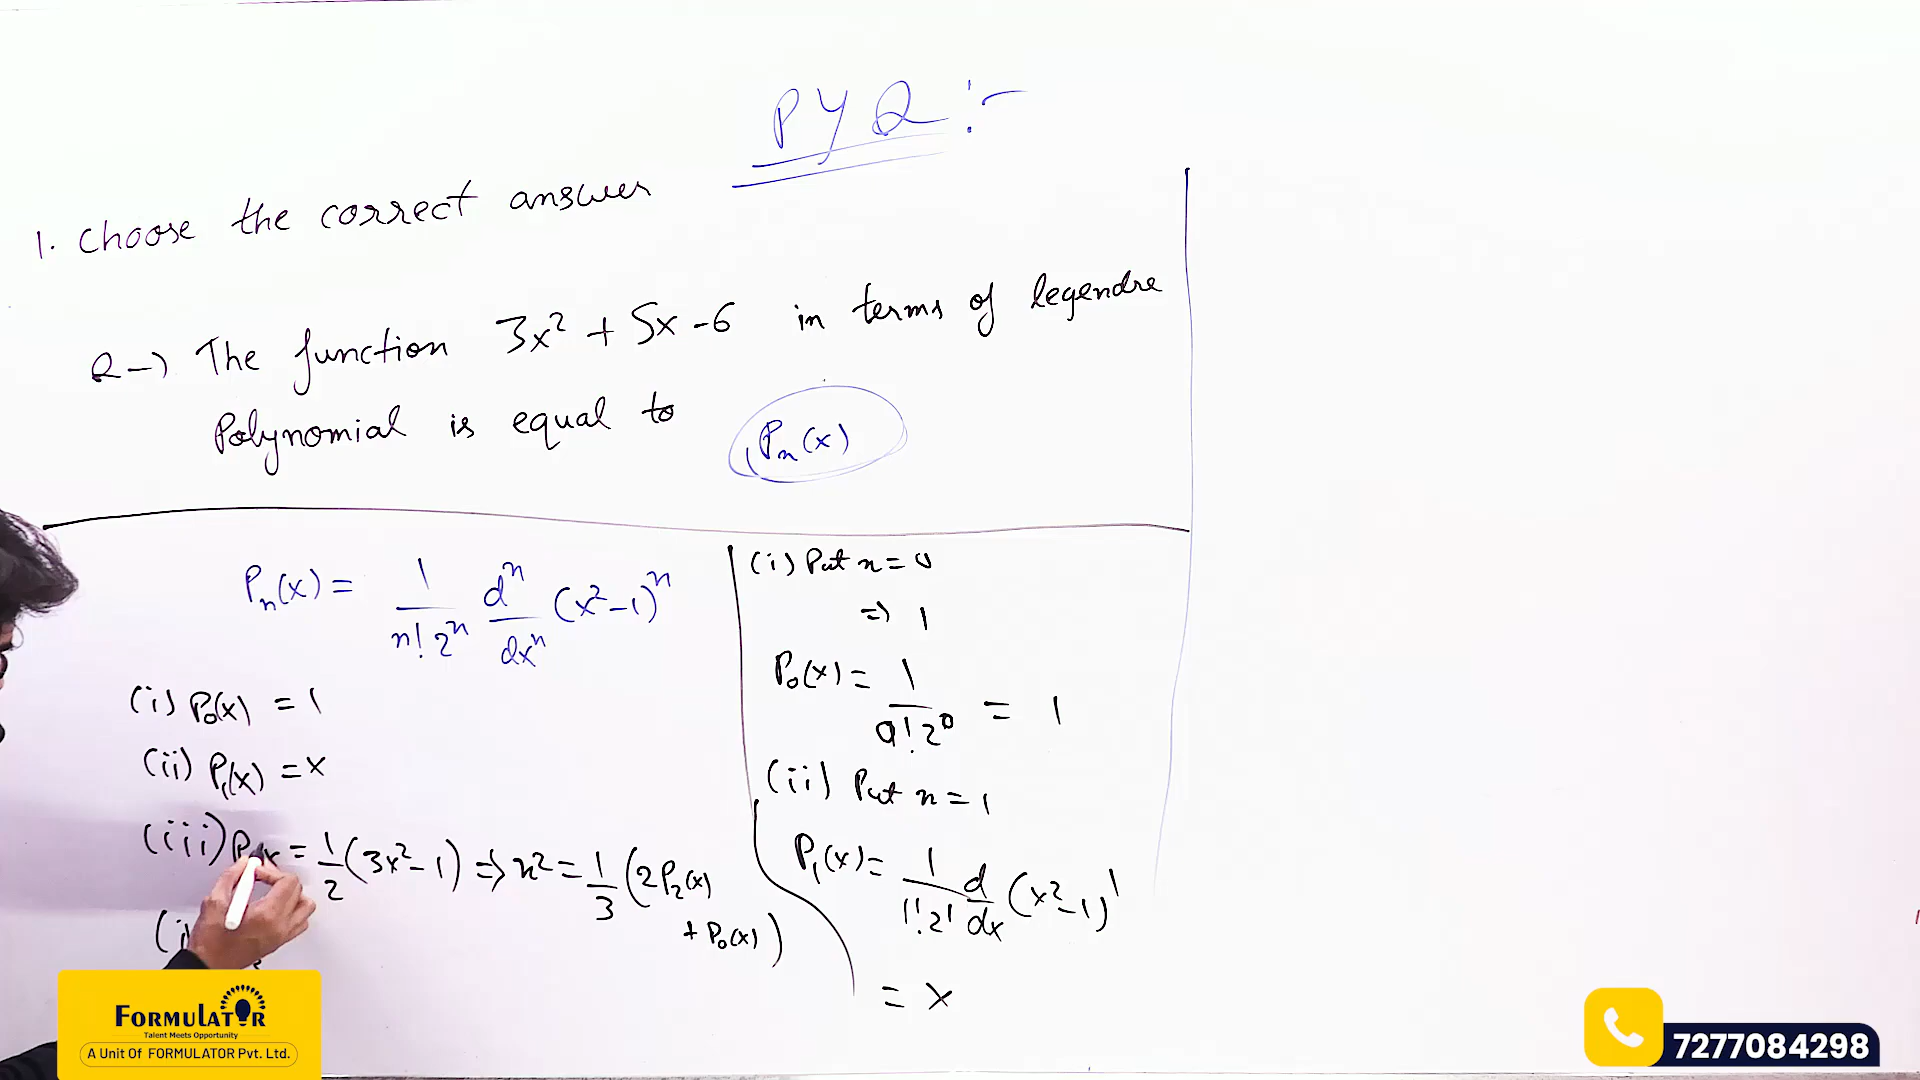 PYQ :-
1. Choose the correct answer
Q → The function 3x² + 5x - 6 in terms of legendre
Polynomial is equal to Pₙ(x)
Pₙ(x) = 1/(n! 2ⁿ) dⁿ/dxⁿ (x² - 1)ⁿ
(i) P₀(x) = 1
(ii) P₁(x) = x
(iii) P x = 1/2 (3x² - 1) ⇒ x² = 1/3 (2P₂(x)
+ P₀(x))
(i
(i) Put n = 0
⇒ 1
P₀(x) = 1/(0! 2⁰) = 1
(ii) Put n = 1
P₁(x) = 1/(1! 2¹) d/dx (x² - 1)¹
= x
FORMULATOR
Talent Meets Opportunity
A Unit Of FORMULATOR Pvt. Ltd.
7277084298